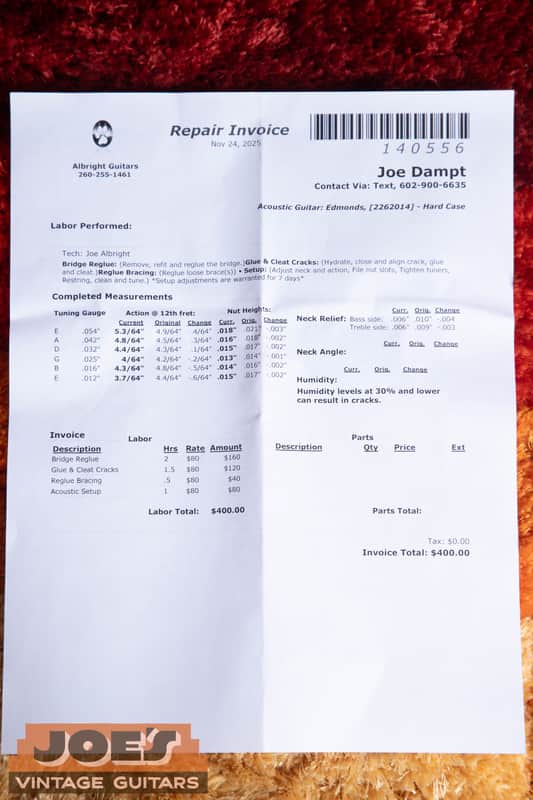 Repair Invoice
Nov 24, 2025
140556
Albright Guitars
260-255-1461
Joe Dampt
Contact Via: Text, 602-900-6635
Acoustic Guitar: Edmonds, [2262014] - Hard Case
Labor Performed:
Tech: Joe Albright
Bridge Reglue: (Remove, refit and reglue the bridge.)Glue & Cleat Cracks: (Hydrate, close and align crack, glue
and cleat.)Reglue Bracing: (Reglue loose brace(s)) • Setup: (Adjust neck and action, File nut slots, Tighten tuners,
Restring, clean and tune.) *Setup adjustments are warranted for 7 days*
Completed Measurements
Tuning Gauge Action @ 12th fret: Nut Heights:
Current Original Change Curr. Orig. Change
E .054" 5.3/64" 4.9/64" .4/64" .018" .021" -.003"
A .042" 4.8/64" 4.5/64" .3/64" .016" .018" -.002"
D .032" 4.4/64" 4.3/64" .1/64" .015" .017" -.002"
G .025" 4/64" 4.2/64" -.2/64" .013" .014" -.001"
B .016" 4.3/64" 4.8/64" -.5/64" .014" .016" -.002"
E .012" 3.7/64" 4.4/64" -.6/64" .015" .017" -.002"
Curr. Orig. Change
Neck Relief: Bass side: .006" .010" -.004
Treble side: .006" .009" -.003
Curr. Orig. Change
Neck Angle:
Curr. Orig. Change
Humidity:
Humidity levels at 30% and lower
can result in cracks.
Invoice Labor
Description Hrs Rate Amount
Bridge Reglue 2 $80 $160
Glue & Cleat Cracks 1.5 $80 $120
Reglue Bracing .5 $80 $40
Acoustic Setup 1 $80 $80
Labor Total: $400.00
Parts
Description Qty Price Ext
Parts Total:
Tax: $0.00
Invoice Total: $400.00
JOE'S
VINTAGE GUITARS